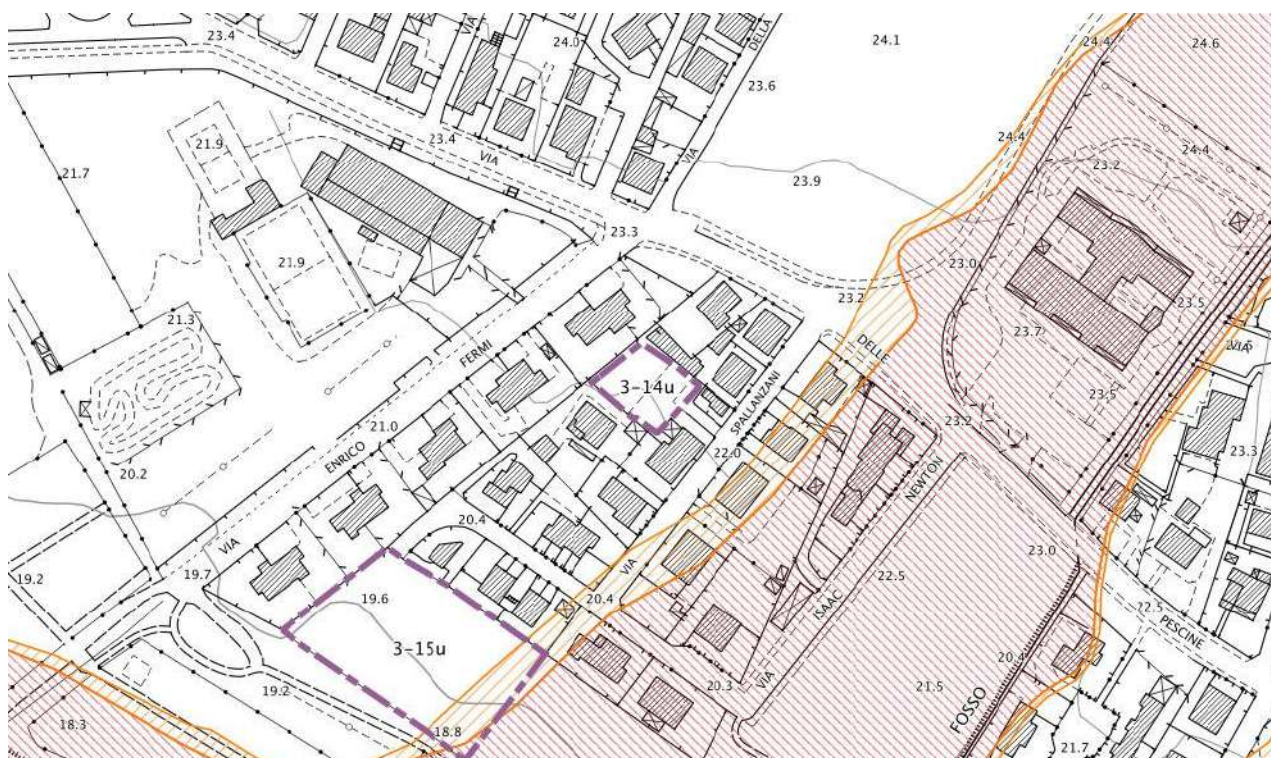 23.4
VIA
24.0
DELLA
24.1
24.4
24.6
23.6
21.9
23.4
VIA
VIA
24.4
24.4
23.2
21.7
23.9
23.3
21.9
23.0
23.2
23.5
21.3
DELLE
23.7
VIA
FERMI
3-14u
23.5
SPALLANZANI
21.0
23.2
ENRICO
22.0
23.3
20.2
NEWTON
20.4
VIA
23.0
19.7
22.5
19.2
19.6
VIA
20.4
ISAAC
22.5
PESCINE
3-15u
20.4
19.2
20.3
VIA
21.5
FOSSO
18.3
18.8
21.7